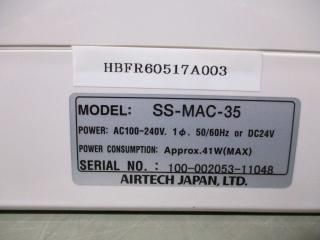 HBFR60517A003
MODEL: SS-MAC-35
POWER: AC100-240V. 1φ. 50/60Hz or DC24V
POWER CONSUMPTION: Approx.41W(MAX)
SERIAL NO. : 100-002053-11048
AIRTECH JAPAN, LTD.